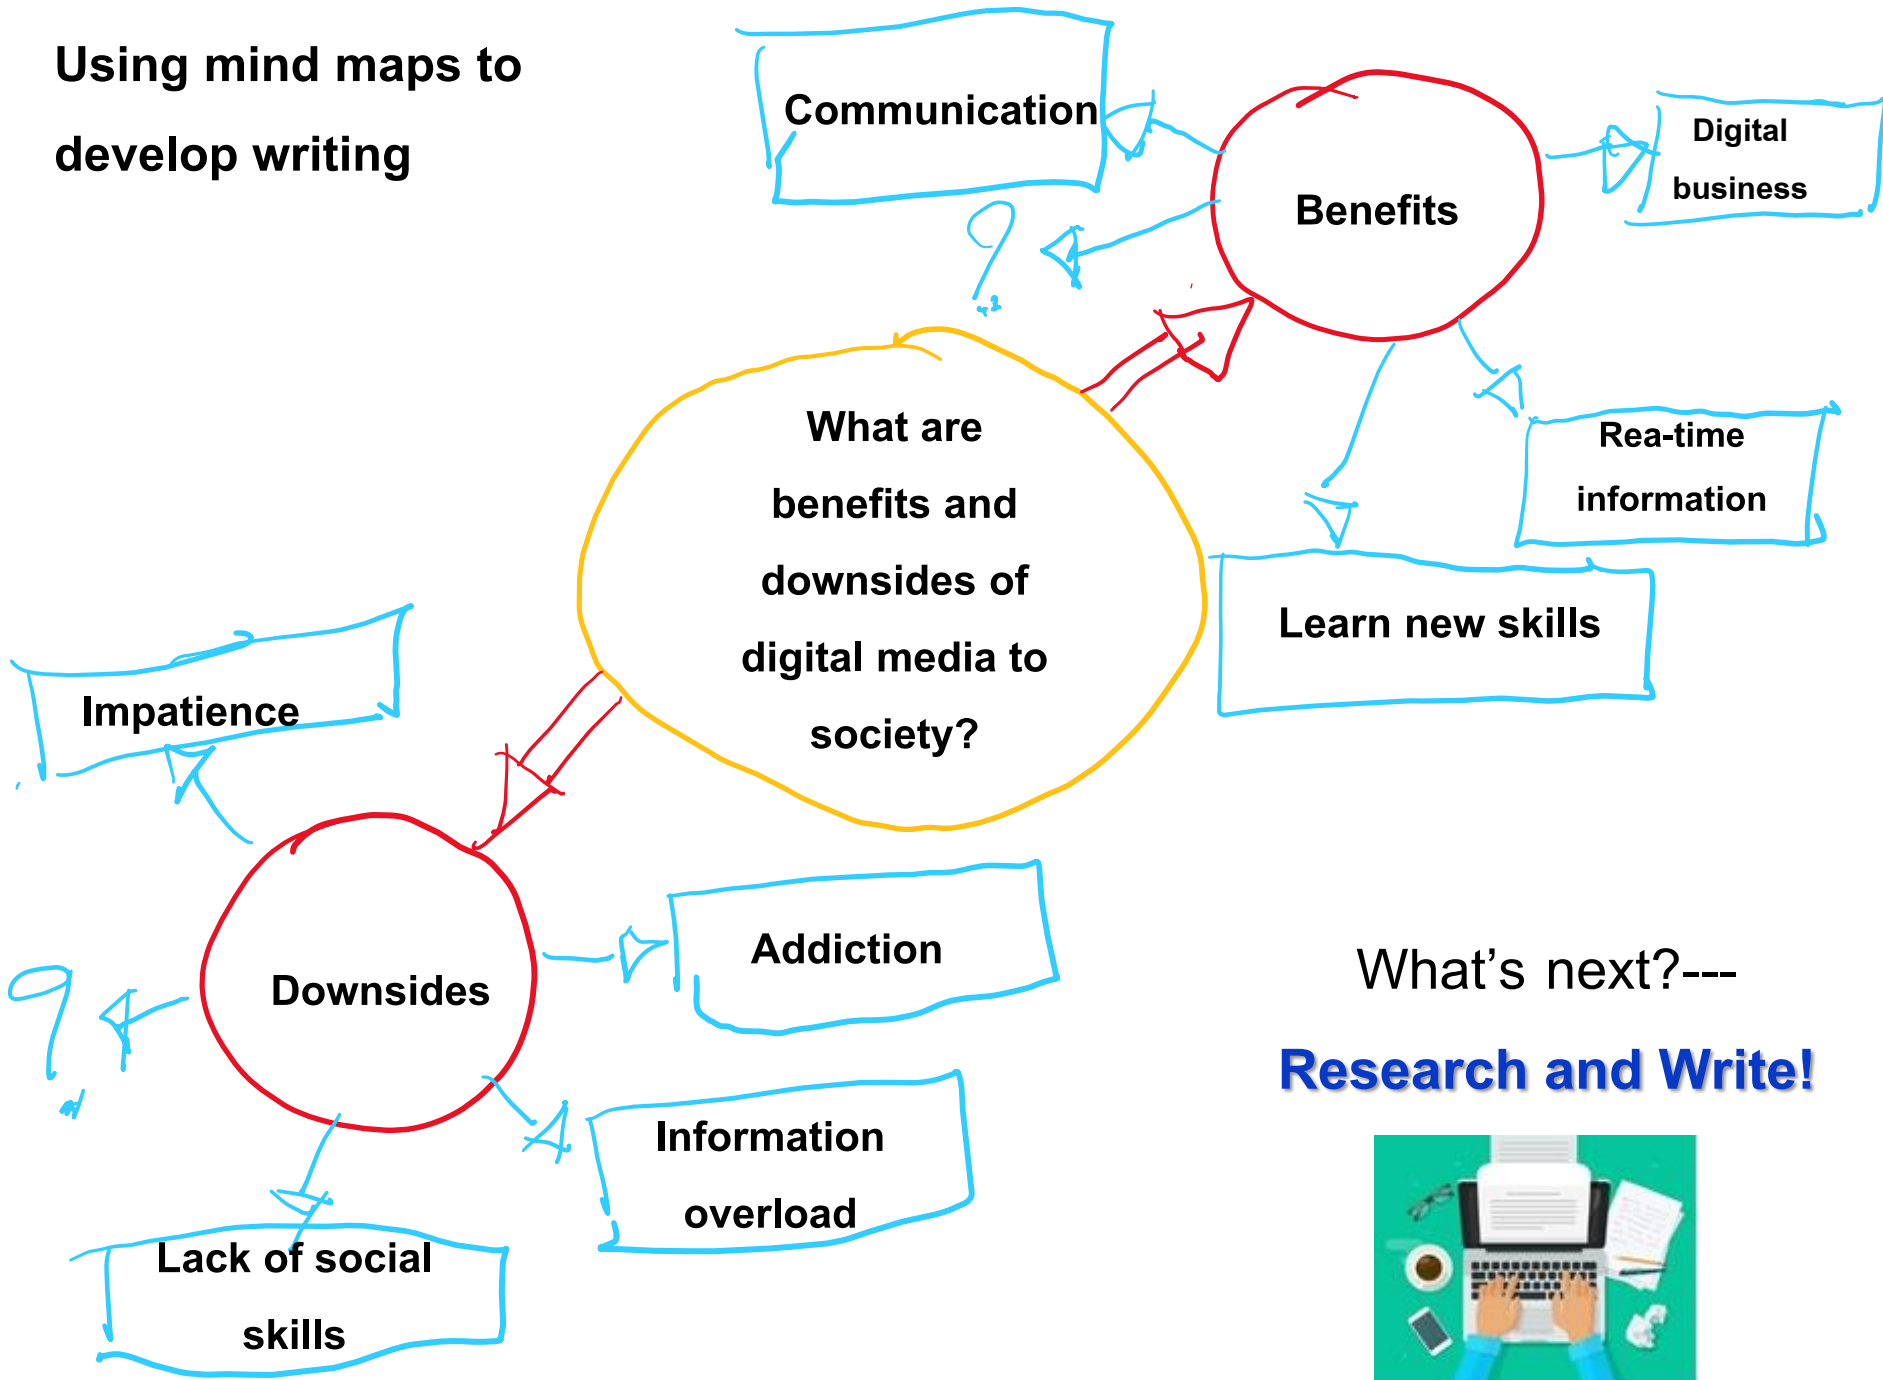 Using mind maps to
develop writing
Communication
Benefits
Digital
business
?
Rea-time
information
Learn new skills
What are
benefits and
downsides of
digital media to
society?
Impatience
Downsides
?
Addiction
Information
overload
Lack of social
skills
What’s next?---
Research and Write!